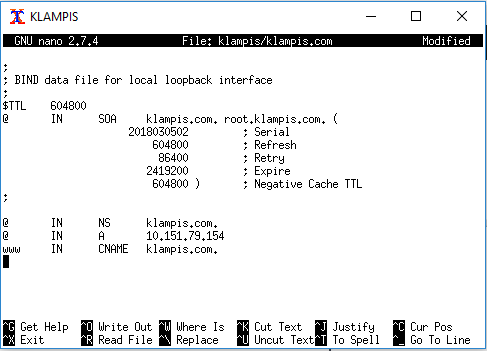 KLAMPIS
GNU nano 2.7.4 File: klampis/klampis.com Modified
;
; BIND data file for local loopback interface
;
$TTL 604800
@ IN SOA klampis.com. root.klampis.com. (
2018030502 ; Serial
604800 ; Refresh
86400 ; Retry
2419200 ; Expire
604800 ) ; Negative Cache TTL
;
@ IN NS klampis.com.
@ IN A 10.151.79.154
www IN CNAME klampis.com.
^G Get Help ^O Write Out ^W Where Is ^K Cut Text ^J Justify ^C Cur Pos
^X Exit ^R Read File ^\ Replace ^U Uncut Text ^T To Spell ^_ Go To Line